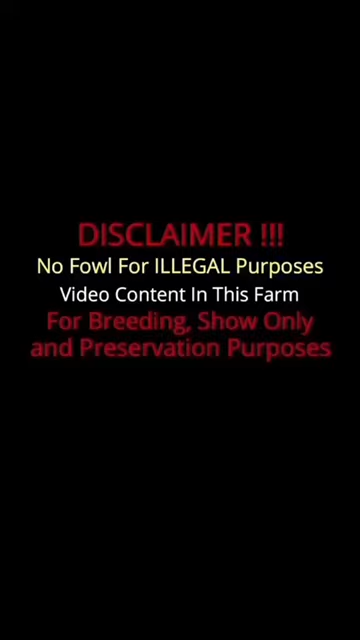 DISCLAIMER !!!
No Fowl For ILLEGAL Purposes
Video Content In This Farm
For Breeding, Show Only
and Preservation Purposes